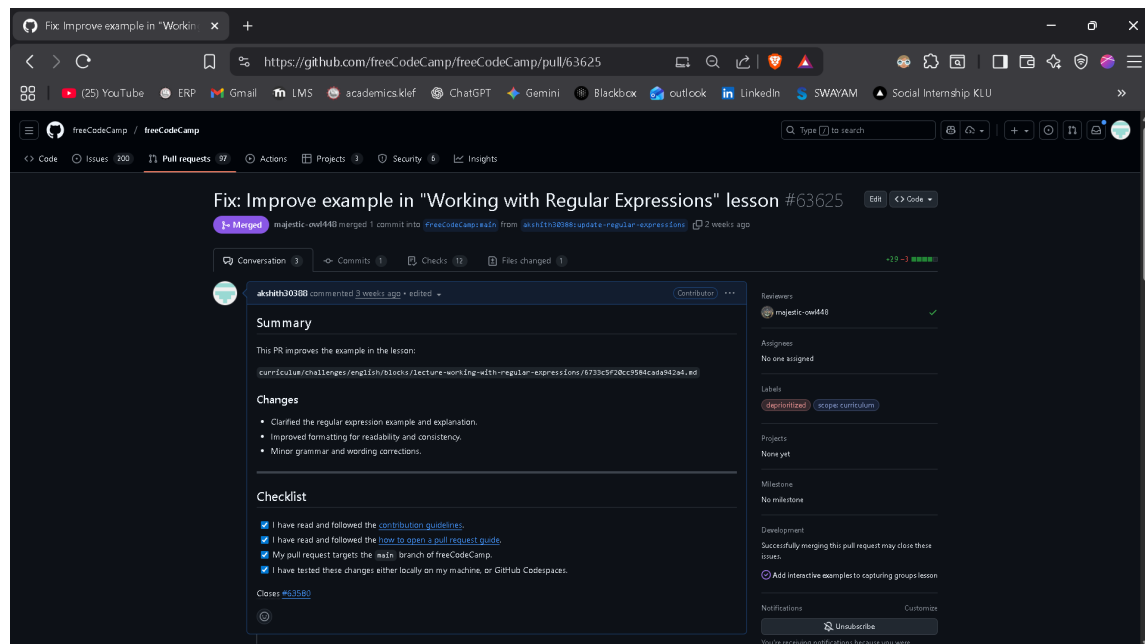 Fix: Improve example in "Workin
https://github.com/freeCodeCamp/freeCodeCamp/pull/63625
(25) YouTube ERP Gmail LMS academics.klef ChatGPT Gemini Blackbox outlook LinkedIn SWAYAM Social Internship KLU »
freeCodeCamp / freeCodeCamp Type / to search
Code Issues 200 Pull requests 97 Actions Projects 3 Security 6 Insights
Fix: Improve example in "Working with Regular Expressions" lesson #63625 Edit Code
Merged majestic-owl448 merged 1 commit into freeCodeCamp:main from akshith30388:update-regular-expressions 2 weeks ago
Conversation 3 Commits 1 Checks 12 Files changed 1 +29 −3
akshith30388 commented 3 weeks ago • edited Contributor
Summary
This PR improves the example in the lesson:
curriculum/challenges/english/blocks/lecture-working-with-regular-expressions/6733c5f20cc9504cada942a4.md
Changes
• Clarified the regular expression example and explanation.
• Improved formatting for readability and consistency.
• Minor grammar and wording corrections.
Checklist
I have read and followed the contribution guidelines.
I have read and followed the how to open a pull request guide.
My pull request targets the main branch of freeCodeCamp.
I have tested these changes either locally on my machine, or GitHub Codespaces.
Closes #63580
Reviewers
majestic-owl448
Assignees
No one assigned
Labels
deprioritized scope: curriculum
Projects
None yet
Milestone
No milestone
Development
Successfully merging this pull request may close these
issues.
Add interactive examples to capturing groups lesson
Notifications Customize
Unsubscribe
You're receiving notifications because you were